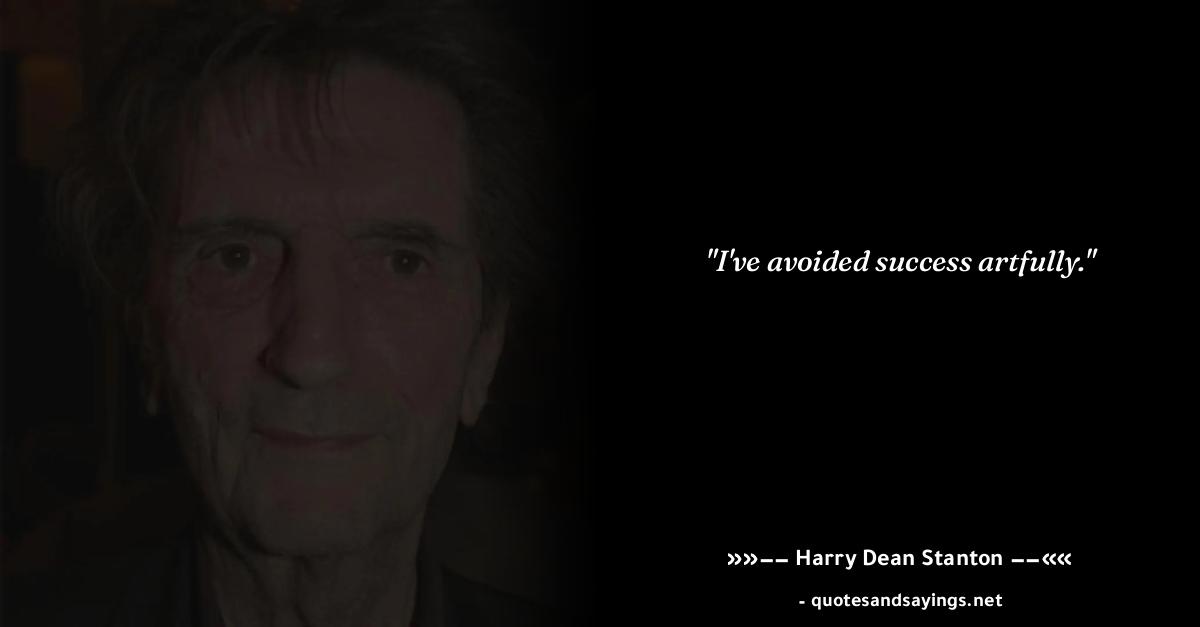 "I've avoided success artfully."
»»−− Harry Dean Stanton −−««
- quotesandsayings.net